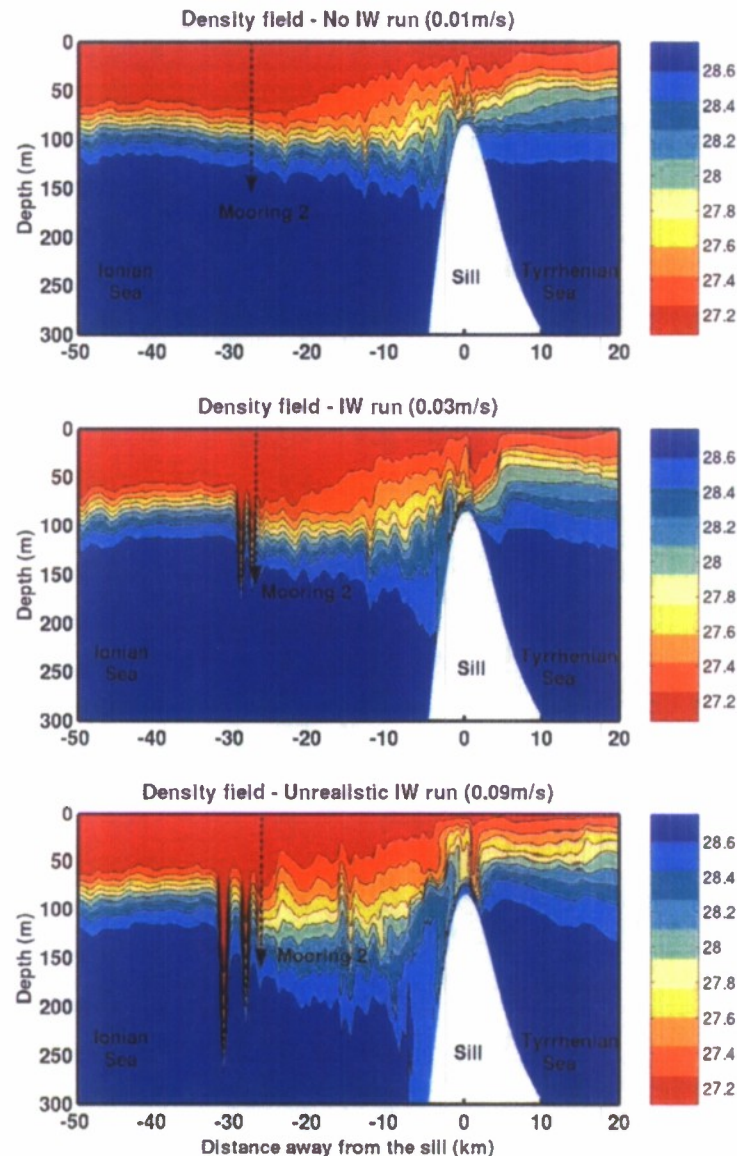 Density field - No IW run (0.01m/s)
0
50
100
150
200
250
300
Depth (m)
Mooring 2
Ionian
Sea
Sill
Tyrrhenian
Sea
-50 -40 -30 -20 -10 0 10 20
28.6
28.4
28.2
28
27.8
27.6
27.4
27.2
Density field - IW run (0.03m/s)
0
50
100
150
200
250
300
Depth (m)
Mooring 2
Ionian
Sea
Sill
Tyrrhenian
Sea
-50 -40 -30 -20 -10 0 10 20
28.6
28.4
28.2
28
27.8
27.6
27.4
27.2
Density field - Unrealistic IW run (0.09m/s)
0
50
100
150
200
250
300
Depth (m)
Mooring 2
Ionian
Sea
Sill
Tyrrhenian
Sea
-50 -40 -30 -20 -10 0 10 20
Distance away from the sill (km)
28.6
28.4
28.2
28
27.8
27.6
27.4
27.2